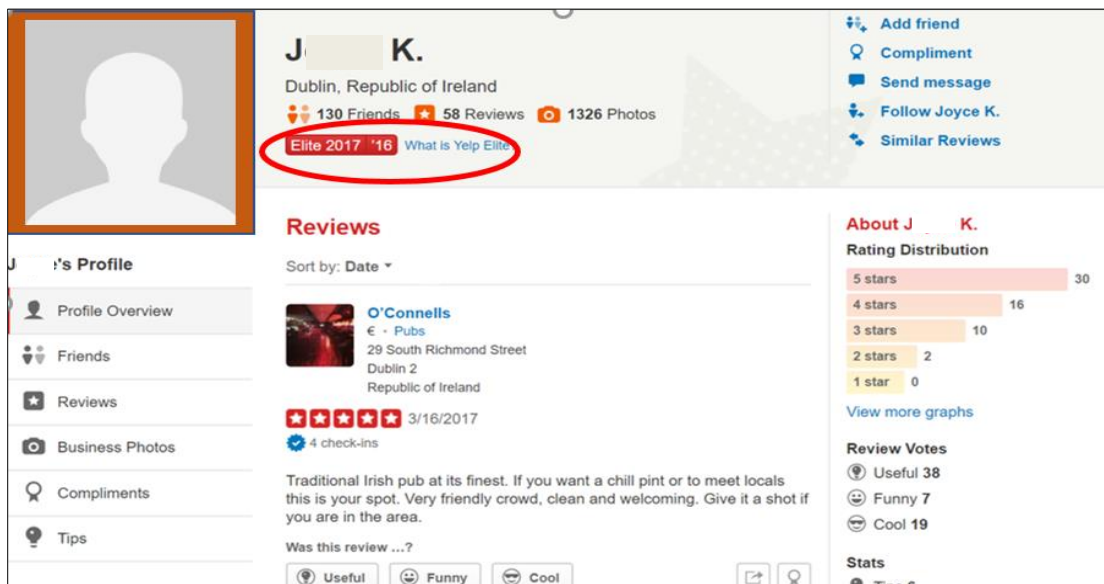 J K.
Dublin, Republic of Ireland
130 Friends 58 Reviews 1326 Photos
Elite 2017 '16 What is Yelp Elite
Add friend
Compliment
Send message
Follow Joyce K.
Similar Reviews
J 's Profile
Profile Overview
Friends
Reviews
Business Photos
Compliments
Tips
Reviews
Sort by: Date
O'Connells
€ · Pubs
29 South Richmond Street
Dublin 2
Republic of Ireland
3/16/2017
4 check-ins
Traditional Irish pub at its finest. If you want a chill pint or to meet locals
this is your spot. Very friendly crowd, clean and welcoming. Give it a shot if
you are in the area.
Was this review ...?
Useful Funny Cool
About J K.
Rating Distribution
5 stars 30
4 stars 16
3 stars 10
2 stars 2
1 star 0
View more graphs
Review Votes
Useful 38
Funny 7
Cool 19
Stats